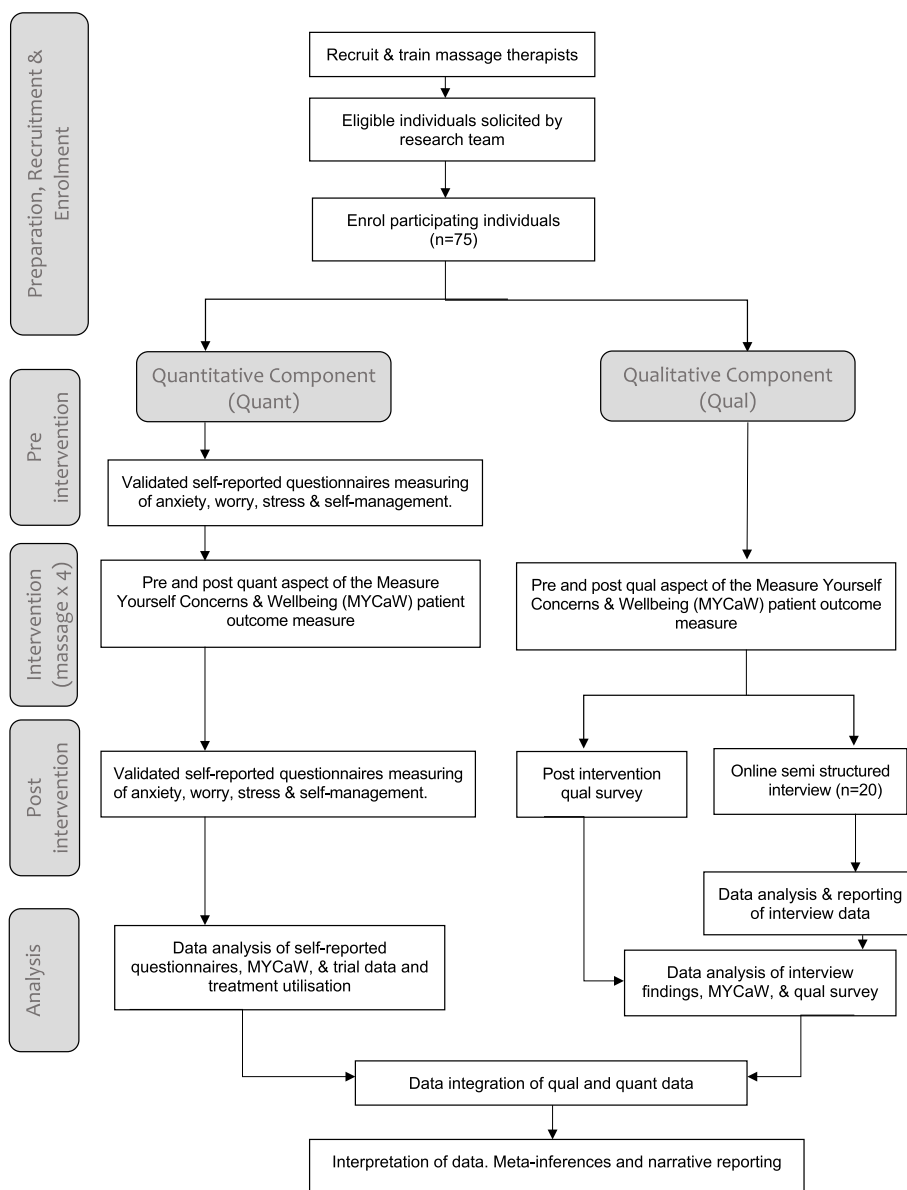 Preparation, Recruitment &
Enrolment
Recruit & train massage therapists
Eligible individuals solicited by
research team
Enrol participating individuals
(n=75)
Quantitative Component
(Quant)
Qualitative Component
(Qual)
Pre
intervention
Validated self-reported questionnaires measuring
of anxiety, worry, stress & self-management.
Intervention
(massage x 4)
Pre and post quant aspect of the Measure
Yourself Concerns & Wellbeing (MYCaW) patient
outcome measure
Pre and post qual aspect of the Measure Yourself
Concerns & Wellbeing (MYCaW) patient outcome
measure
Post
intervention
Validated self-reported questionnaires measuring
of anxiety, worry, stress & self-management.
Post intervention
qual survey
Online semi structured
interview (n=20)
Data analysis & reporting
of interview data
Analysis
Data analysis of self-reported
questionnaires, MYCaW, & trial data and
treatment utilisation
Data analysis of interview
findings, MYCaW, & qual survey
Data integration of qual and quant data
Interpretation of data. Meta-inferences and narrative reporting